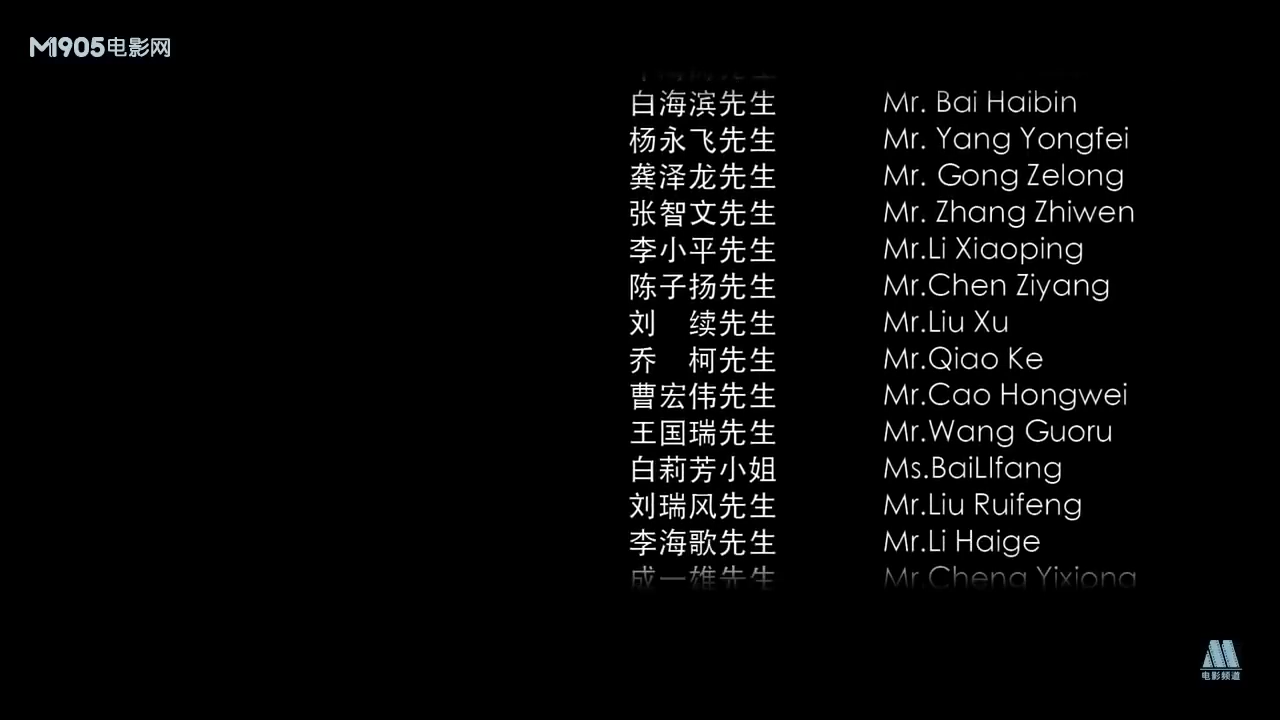 M1905电影网
白海滨先生 Mr. Bai Haibin
杨永飞先生 Mr. Yang Yongfei
龚泽龙先生 Mr. Gong Zelong
张智文先生 Mr. Zhang Zhiwen
李小平先生 Mr.Li Xiaoping
陈子扬先生 Mr.Chen Ziyang
刘　续先生 Mr.Liu Xu
乔　柯先生 Mr.Qiao Ke
曹宏伟先生 Mr.Cao Hongwei
王国瑞先生 Mr.Wang Guoru
白莉芳小姐 Ms.BaiLIfang
刘瑞风先生 Mr.Liu Ruifeng
李海歌先生 Mr.Li Haige
成一雄先生 Mr.Cheng Yixiong
电影频道